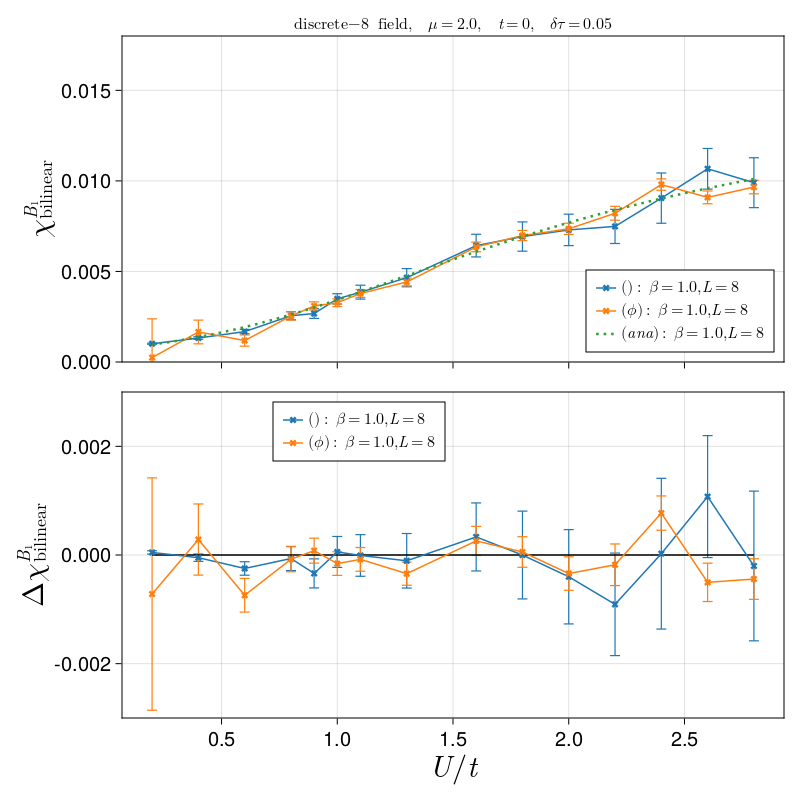 discrete−8 field, μ = 2.0, t = 0, δτ = 0.05
χ^{B₁}_{bilinear}
0.015
0.010
0.005
0.000
() : β = 1.0, L = 8
(ϕ) : β = 1.0, L = 8
(ana) : β = 1.0, L = 8
Δχ^{B₁}_{bilinear}
0.002
0.000
-0.002
() : β = 1.0, L = 8
(ϕ) : β = 1.0, L = 8
0.5 1.0 1.5 2.0 2.5
U/t